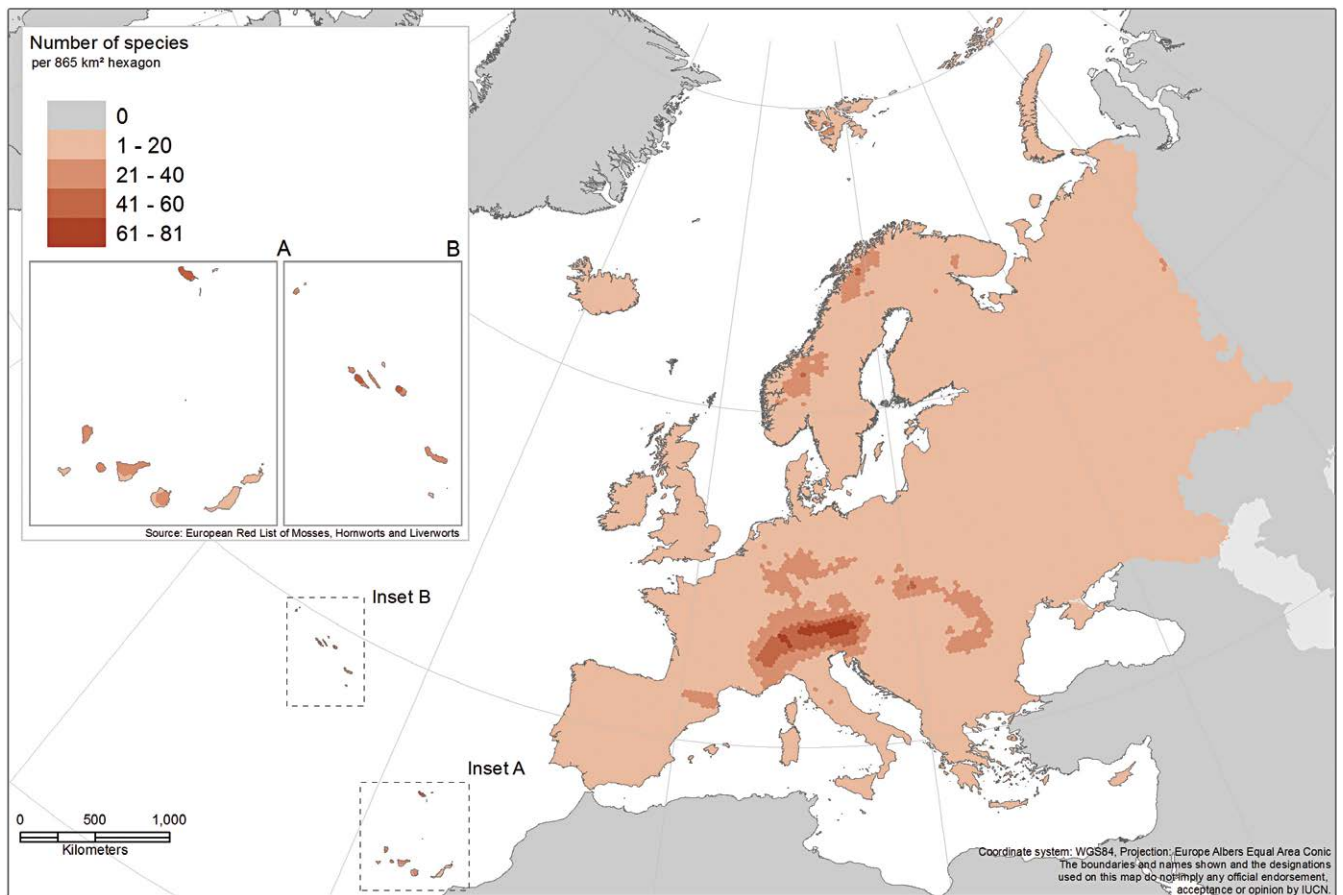 Number of species
per 865 km² hexagon
0
1 - 20
21 - 40
41 - 60
61 - 81
A
B
Source: European Red List of Mosses, Hornworts and Liverworts
Inset B
Inset A
0 500 1,000
Kilometers
Coordinate system: WGS84, Projection: Europe Albers Equal Area Conic
The boundaries and names shown and the designations
used on this map do not imply any official endorsement,
acceptance or opinion by IUCN.